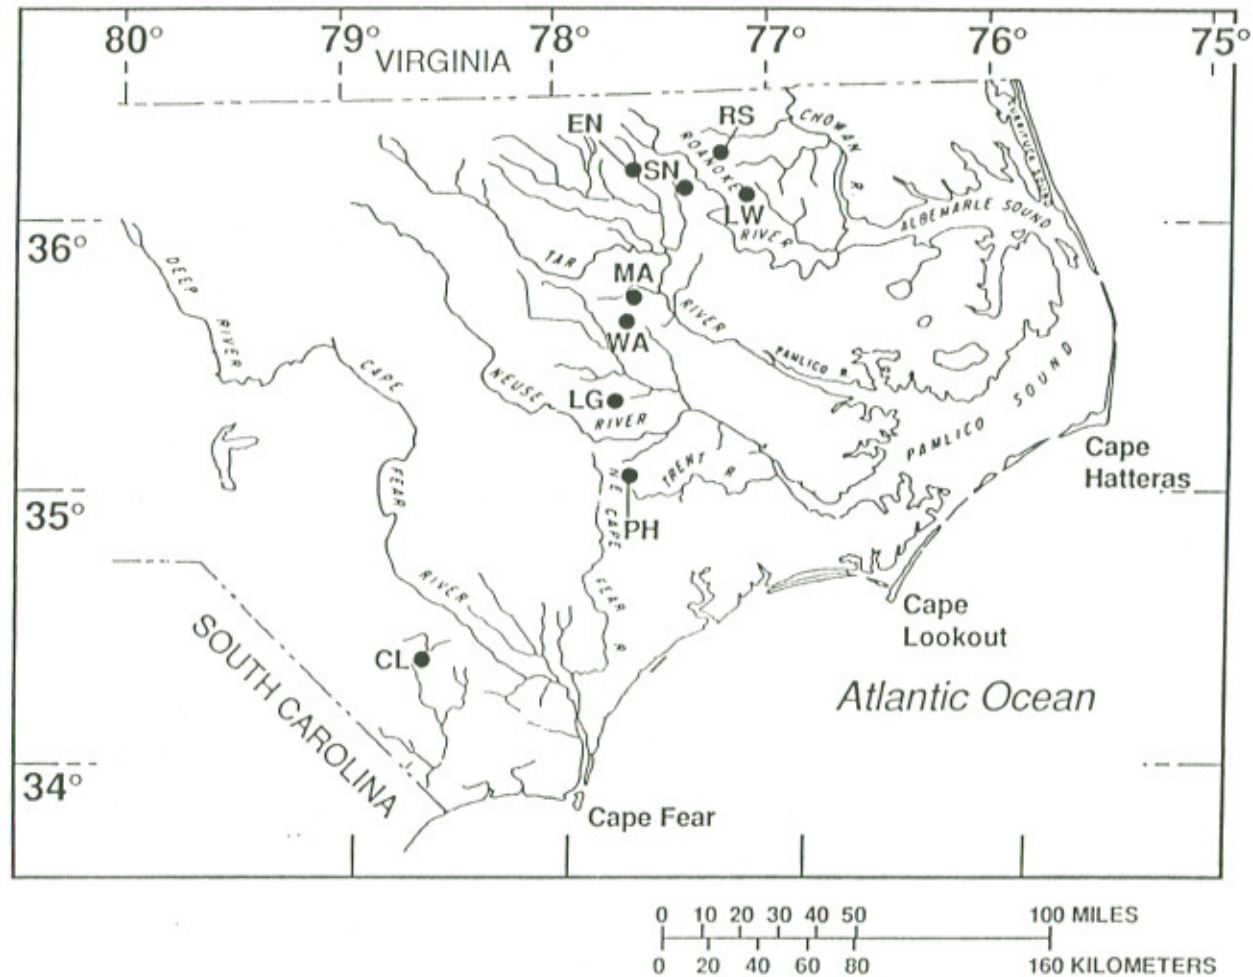 80° 79° 78° 77° 76° 75°
VIRGINIA
EN
RS
CHOWAN
R.
CURRITUCK SOUND
SN
ROANOKE
LW
RIVER
ALBEMARLE SOUND
36°
DEEP
RIVER
TAR
MA
RIVER
WA
PAMLICO R.
PAMLICO SOUND
CAPE
NEUSE
LG
RIVER
Cape
Hatteras
FEAR
TRENT R
N.E. CAPE
PH
35°
FEAR
R
RIVER
Cape
Lookout
SOUTH CAROLINA
CL
Atlantic Ocean
34°
Cape Fear
0 10 20 30 40 50 100 MILES
0 20 40 60 80 160 KILOMETERS